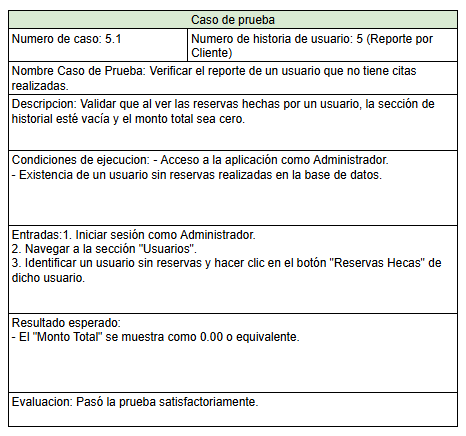 Caso de prueba
Numero de caso: 5.1
Numero de historia de usuario: 5 (Reporte por
Cliente)
Nombre Caso de Prueba: Verificar el reporte de un usuario que no tiene citas
realizadas.
Descripcion: Validar que al ver las reservas hechas por un usuario, la sección de
historial esté vacía y el monto total sea cero.
Condiciones de ejecucion: - Acceso a la aplicación como Administrador.
- Existencia de un usuario sin reservas realizadas en la base de datos.
Entradas:1. Iniciar sesión como Administrador.
2. Navegar a la sección "Usuarios".
3. Identificar un usuario sin reservas y hacer clic en el botón "Reservas Hecas" de
dicho usuario.
Resultado esperado:
- El "Monto Total" se muestra como 0.00 o equivalente.
Evaluacion: Pasó la prueba satisfactoriamente.